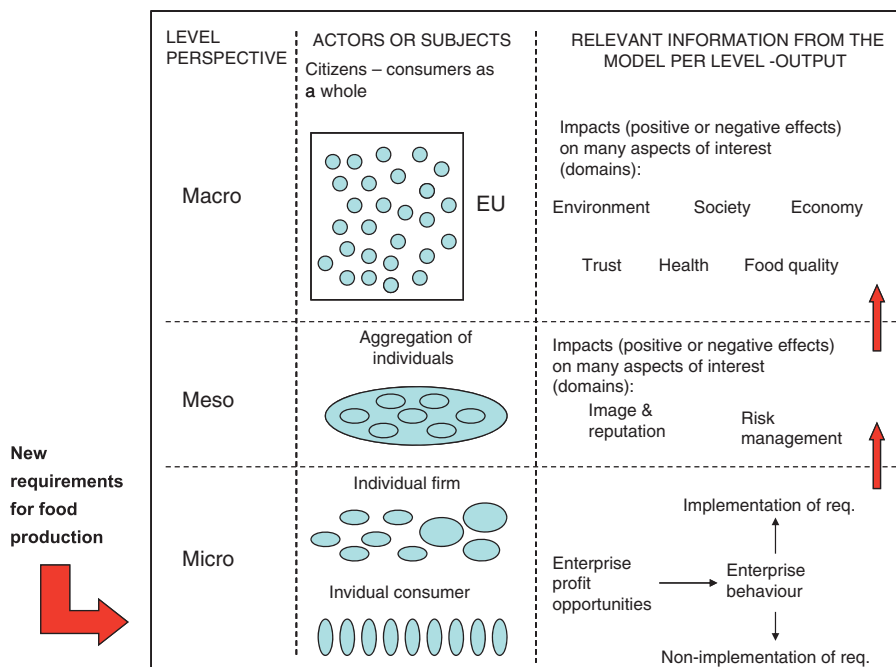 LEVEL
PERSPECTIVE
ACTORS OR SUBJECTS
RELEVANT INFORMATION FROM THE
MODEL PER LEVEL -OUTPUT
Citizens – consumers as
a whole
Macro
EU
Impacts (positive or negative effects)
on many aspects of interest
(domains):
Environment Society Economy
Trust Health Food quality
Meso
Aggregation of
individuals
Impacts (positive or negative effects)
on many aspects of interest
(domains):
Image &
reputation
Risk
management
New
requirements
for food
production
Micro
Individual firm
Invidual consumer
Implementation of req.
Enterprise
profit
opportunities
Enterprise
behaviour
Non-implementation of req.